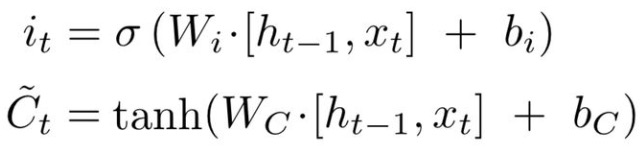 i_t = σ (W_i·[h_{t−1}, x_t] + b_i)
C̃_t = tanh(W_C·[h_{t−1}, x_t] + b_C)